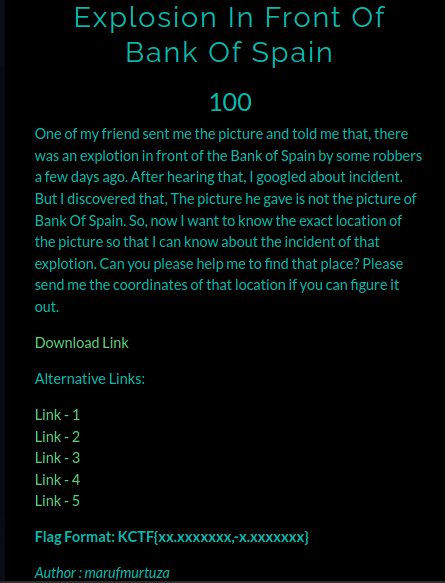 Explosion In Front Of
Bank Of Spain
100
One of my friend sent me the picture and told me that, there
was an explotion in front of the Bank of Spain by some robbers
a few days ago. After hearing that, I googled about incident.
But I discovered that, The picture he gave is not the picture of
Bank Of Spain. So, now I want to know the exact location of
the picture so that I can know about the incident of that
explotion. Can you please help me to find that place? Please
send me the coordinates of that location if you can figure it
out.
Download Link
Alternative Links:
Link - 1
Link - 2
Link - 3
Link - 4
Link - 5
Flag Format: KCTF{xx.xxxxxxx,-x.xxxxxxx}
Author : marufmurtuza